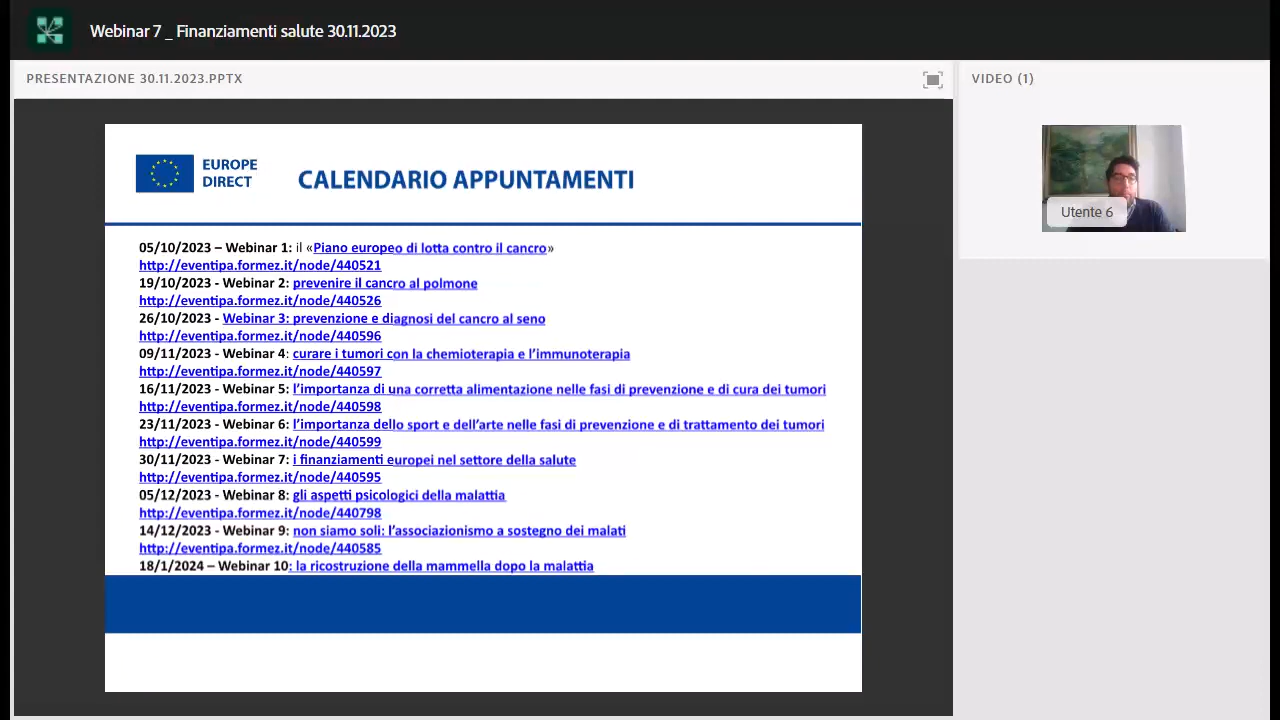 Webinar 7 _ Finanziamenti salute 30.11.2023
PRESENTAZIONE 30.11.2023.PPTX
VIDEO (1)
EUROPE
DIRECT
CALENDARIO APPUNTAMENTI
Utente 6
05/10/2023 – Webinar 1: il «Piano europeo di lotta contro il cancro»
http://eventipa.formez.it/node/440521
19/10/2023 - Webinar 2: prevenire il cancro al polmone
http://eventipa.formez.it/node/440526
26/10/2023 - Webinar 3: prevenzione e diagnosi del cancro al seno
http://eventipa.formez.it/node/440596
09/11/2023 - Webinar 4: curare i tumori con la chemioterapia e l’immunoterapia
http://eventipa.formez.it/node/440597
16/11/2023 - Webinar 5: l’importanza di una corretta alimentazione nelle fasi di prevenzione e di cura dei tumori
http://eventipa.formez.it/node/440598
23/11/2023 - Webinar 6: l’importanza dello sport e dell’arte nelle fasi di prevenzione e di trattamento dei tumori
http://eventipa.formez.it/node/440599
30/11/2023 - Webinar 7: i finanziamenti europei nel settore della salute
http://eventipa.formez.it/node/440595
05/12/2023 - Webinar 8: gli aspetti psicologici della malattia
http://eventipa.formez.it/node/440798
14/12/2023 - Webinar 9: non siamo soli: l’associazionismo a sostegno dei malati
http://eventipa.formez.it/node/440585
18/1/2024 – Webinar 10: la ricostruzione della mammella dopo la malattia